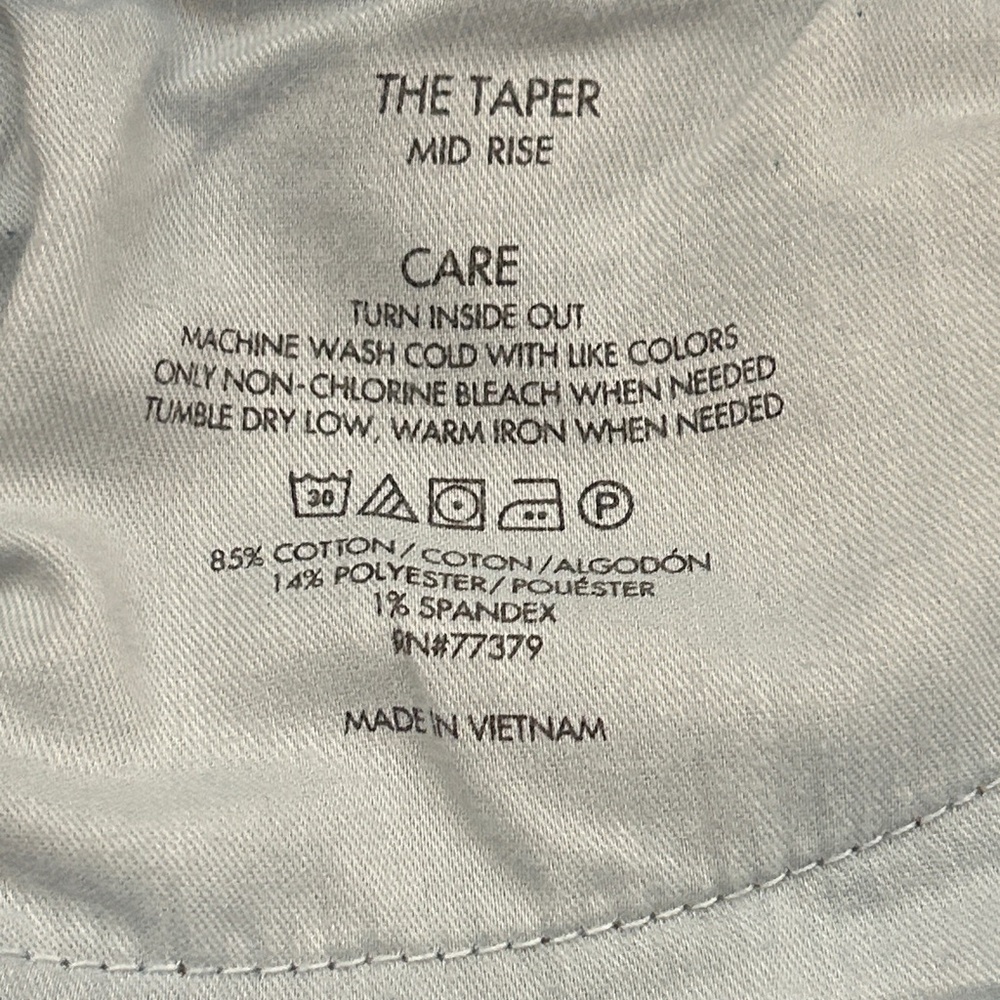 THE TAPER
MID RISE
CARE
TURN INSIDE OUT
MACHINE WASH COLD WITH LIKE COLORS
ONLY NON-CHLORINE BLEACH WHEN NEEDED
TUMBLE DRY LOW, WARM IRON WHEN NEEDED
30 P
85% COTTON/COTON/ALGODÓN
14% POLYESTER/POLIÉSTER
1% SPANDEX
RN#77379
MADE IN VIETNAM